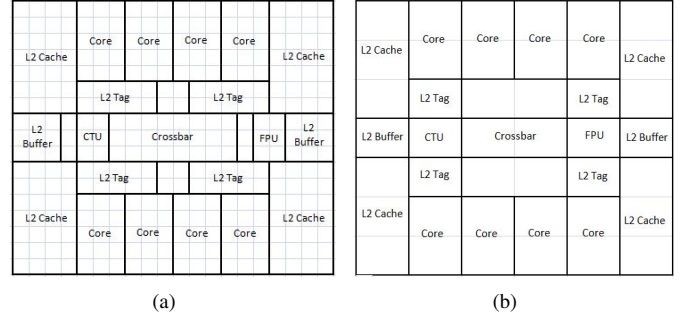 L2 Cache
Core Core Core Core
L2 Cache
L2 Tag L2 Tag
L2
Buffer
CTU Crossbar FPU
L2
Buffer
L2 Tag L2 Tag
L2 Cache
Core Core Core Core
L2 Cache
(a)
L2 Cache
Core Core Core Core
L2 Cache
L2 Tag L2 Tag
L2 Buffer CTU Crossbar FPU L2 Buffer
L2 Tag L2 Tag
L2 Cache
Core Core Core Core
L2 Cache
(b)